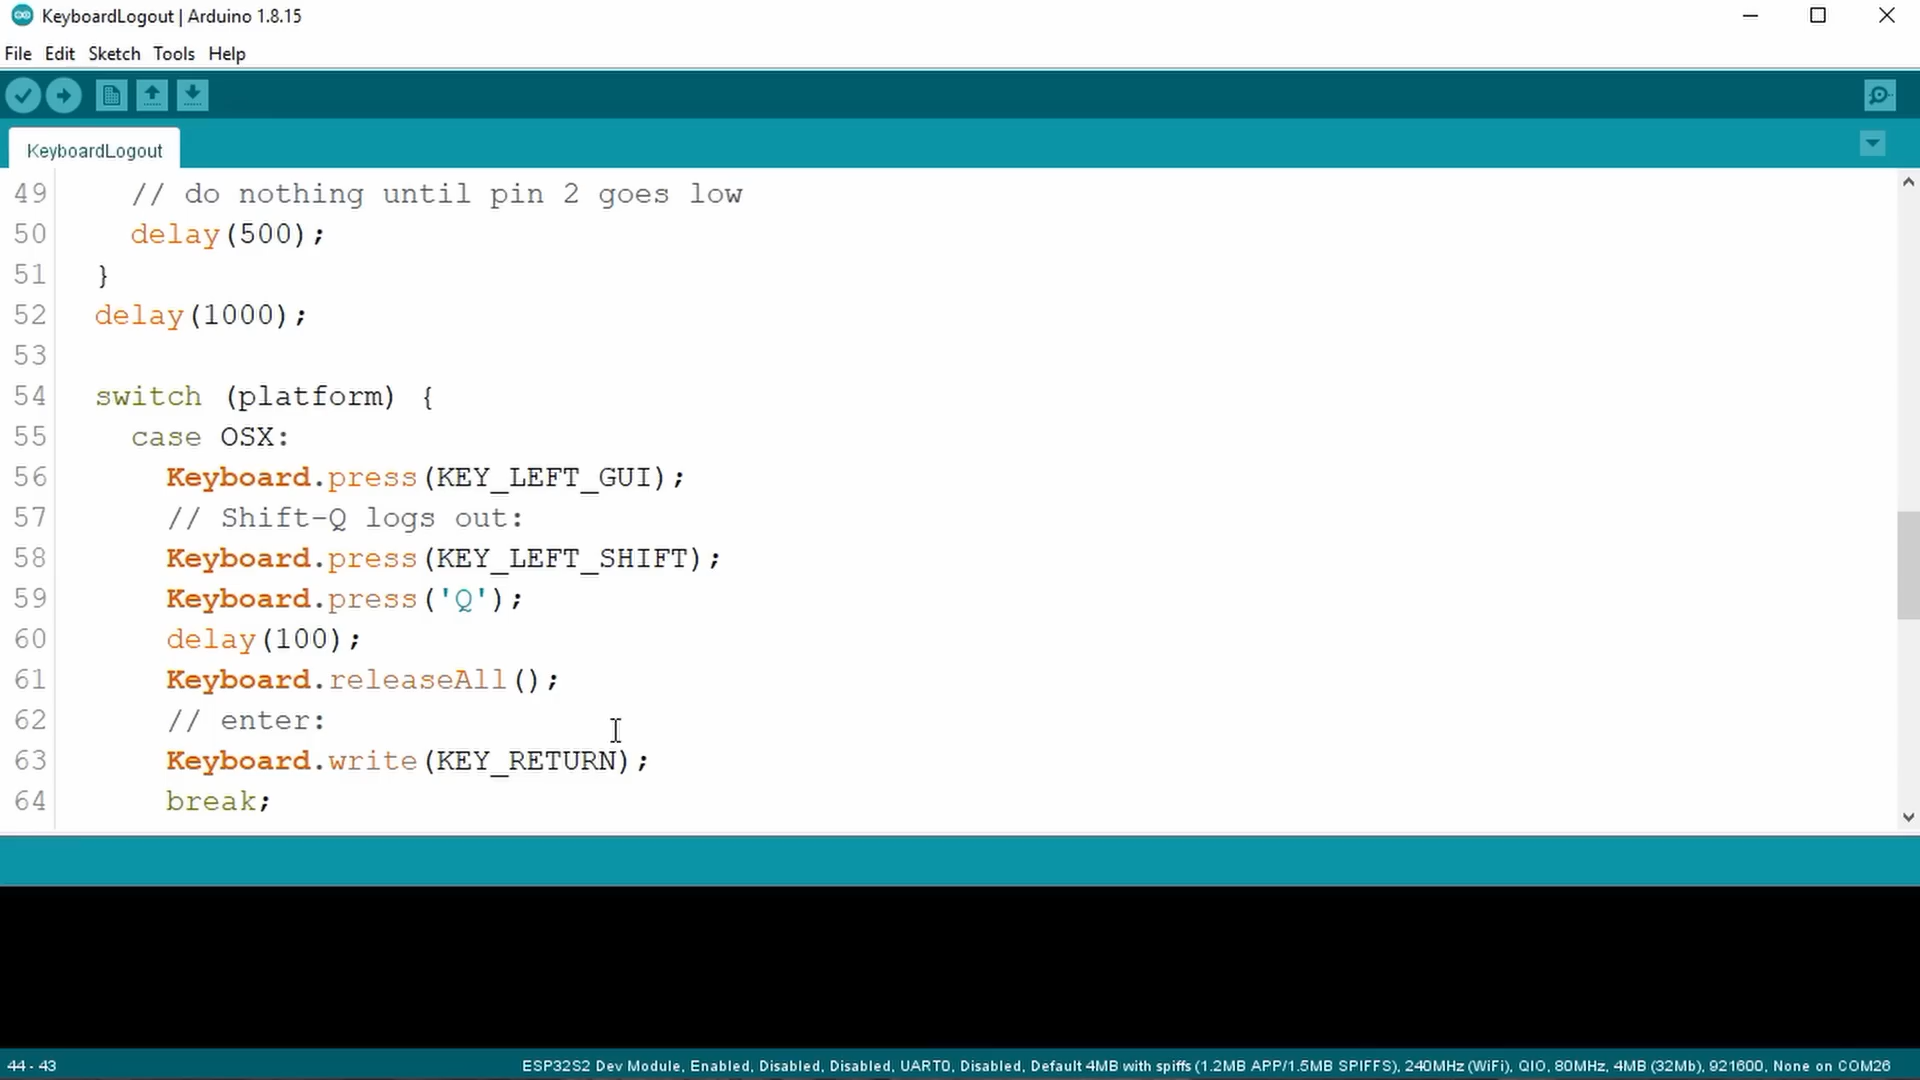 KeyboardLogout | Arduino 1.8.15
File Edit Sketch Tools Help
KeyboardLogout
49 // do nothing until pin 2 goes low
50 delay(500);
51 }
52 delay(1000);
53
54 switch (platform) {
55 case OSX:
56 Keyboard.press(KEY_LEFT_GUI);
57 // Shift-Q logs out:
58 Keyboard.press(KEY_LEFT_SHIFT);
59 Keyboard.press('Q');
60 delay(100);
61 Keyboard.releaseAll();
62 // enter:
63 Keyboard.write(KEY_RETURN);
64 break;
44 - 43 ESP32S2 Dev Module, Enabled, Disabled, Disabled, UART0, Disabled, Default 4MB with spiffs (1.2MB APP/1.5MB SPIFFS), 240MHz (WiFi), QIO, 80MHz, 4MB (32Mb), 921600, None on COM26